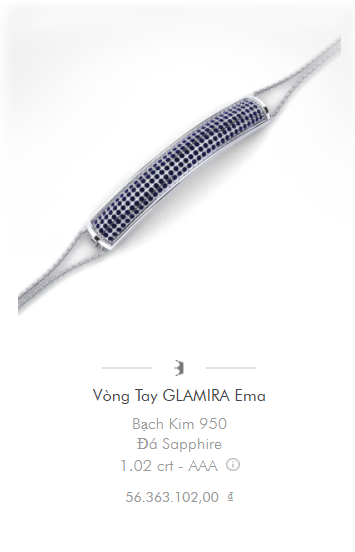 Vòng Tay GLAMIRA Ema
Bạch Kim 950
Đá Sapphire
1.02 crt - AAA
56.363.102,00 ₫